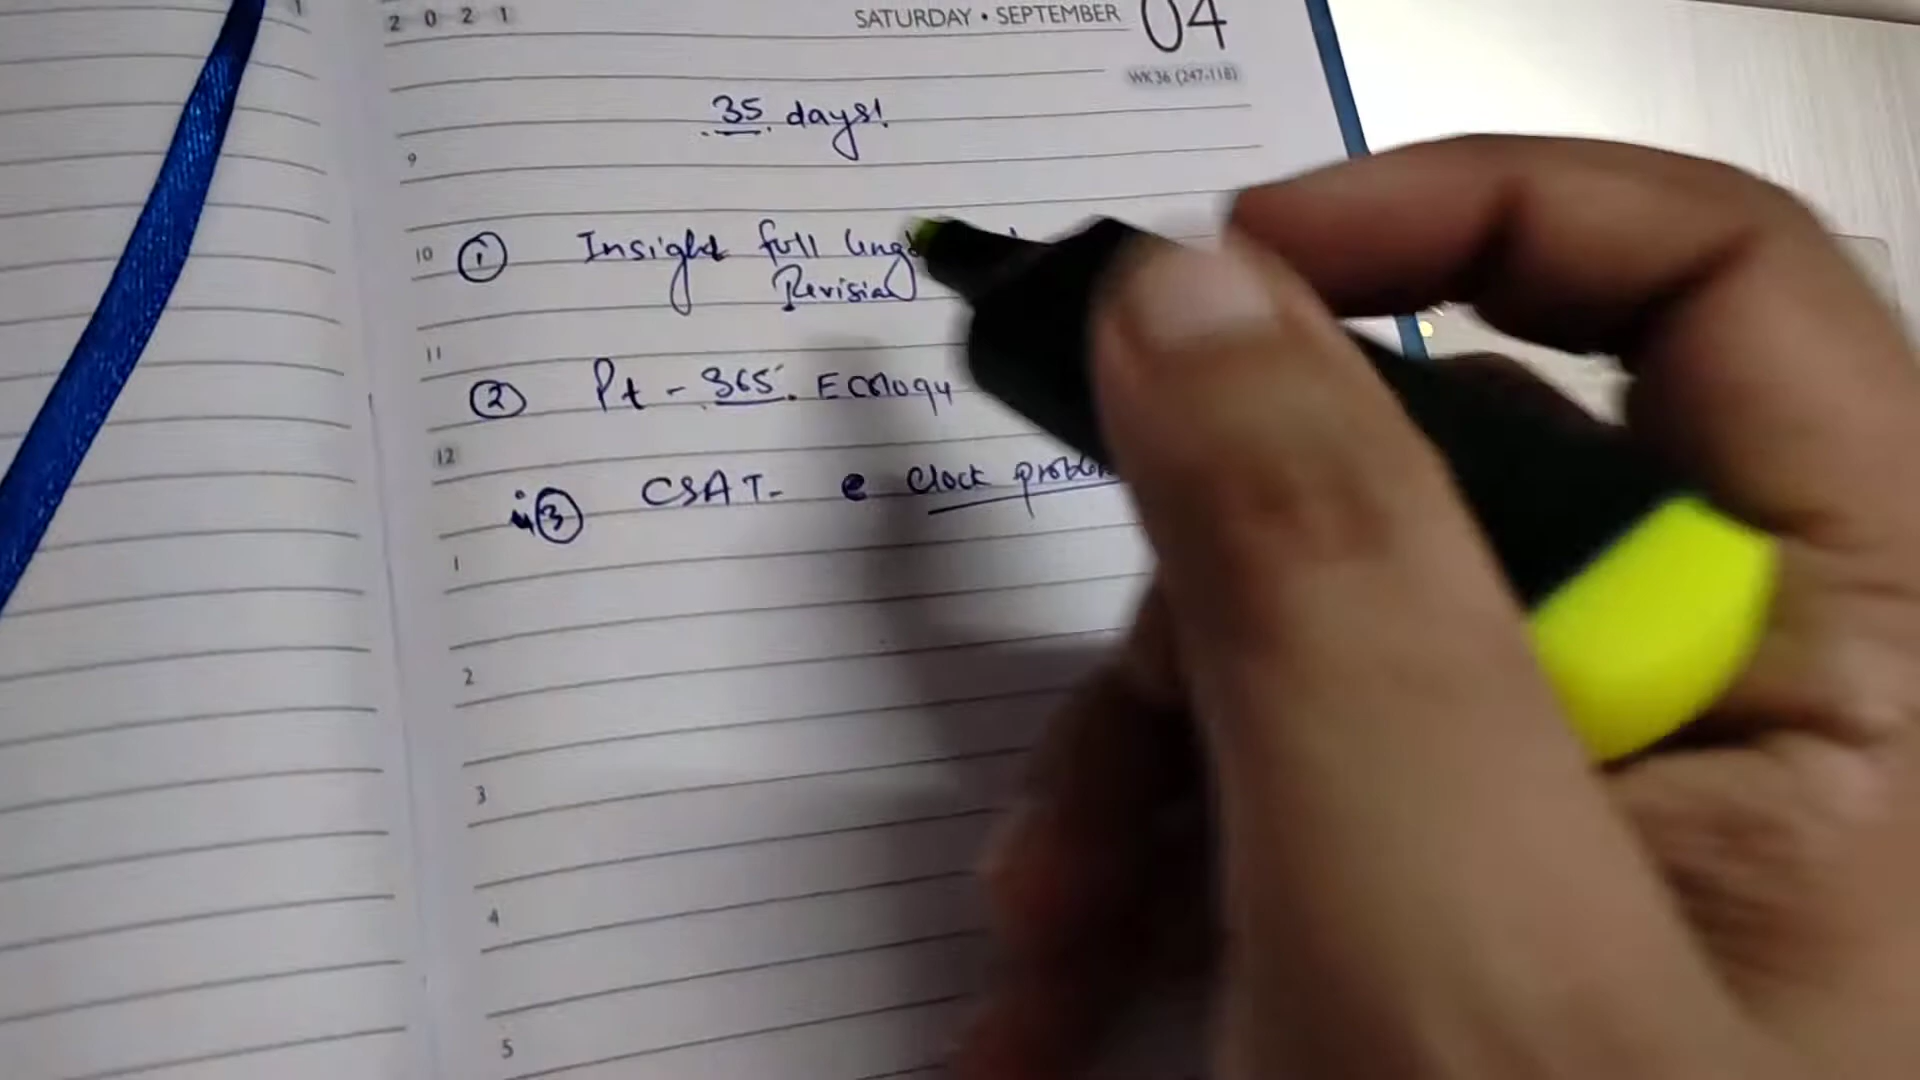 1
2021
SATURDAY • SEPTEMBER 04
WK 36 (247-118)
35 days!
9
10 ① Insight full
Revision
11
② Pt - 365. Ecology
12
③ CSAT- Clock
1
2
3
4
5